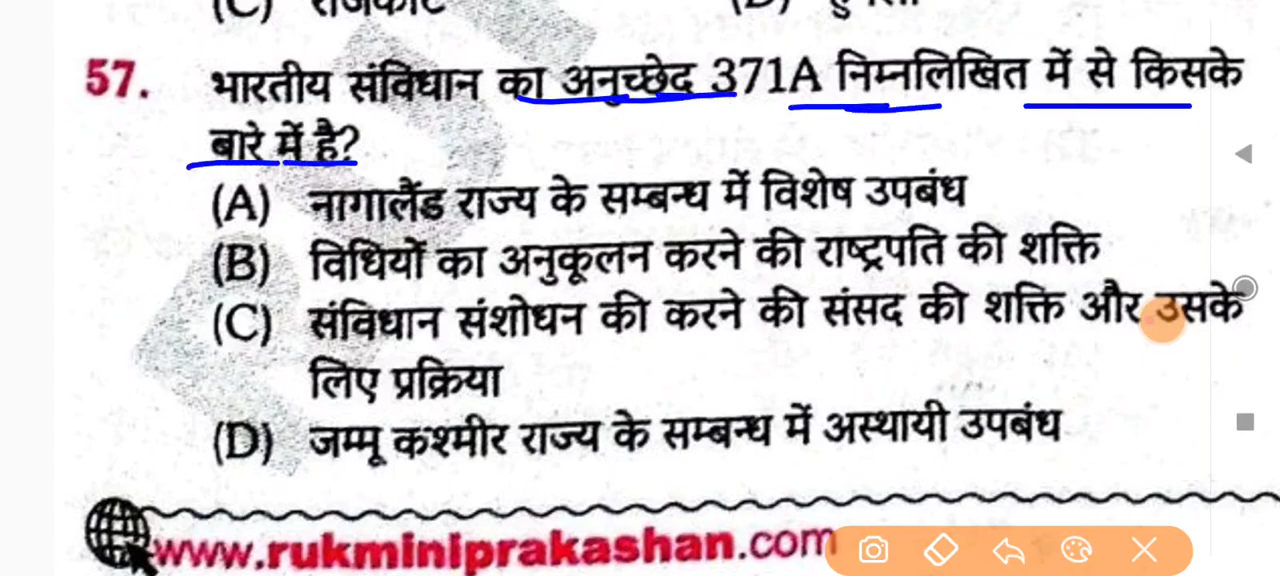 (C) राजकोट
57. भारतीय संविधान का अनुच्छेद 371A निम्नलिखित में से किसके
बारे में है?
(A) नागालैंड राज्य के सम्बन्ध में विशेष उपबंध
(B) विधियों का अनुकूलन करने की राष्ट्रपति की शक्ति
(C) संविधान संशोधन की करने की संसद की शक्ति और उसके
लिए प्रक्रिया
(D) जम्मू कश्मीर राज्य के सम्बन्ध में अस्थायी उपबंध
www.rukminiprakashan.com